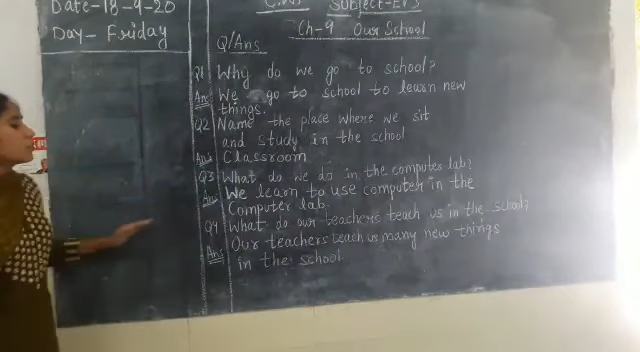 Date-18-9-20
Day- Friday
C.W. Subject-EVS
Ch-9 Our School
Q/Ans
Q1 Why do we go to school?
Ans We go to school to learn new
things.
Q2 Name the place where we sit
and study in the school
Ans Classroom
Q3 What do we do in the computer lab?
Ans We learn to use computer in the
Computer lab.
Q4 What do our teachers teach us in the school?
Ans Our teachers teach us many new things
in the school.